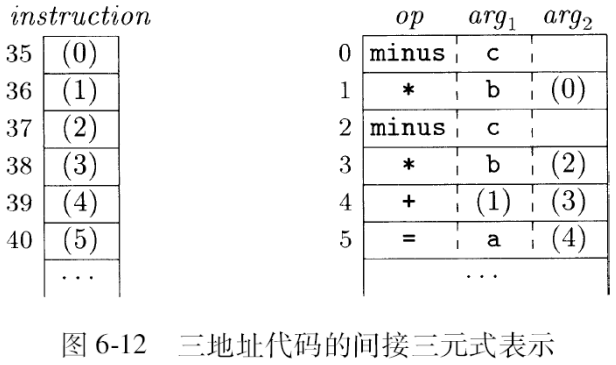 instruction op arg₁ arg₂
35 (0) 0 minus c
36 (1) 1 * b (0)
37 (2) 2 minus c
38 (3) 3 * b (2)
39 (4) 4 + (1) (3)
40 (5) 5 = a (4)
... ...
图 6-12 三地址代码的间接三元式表示